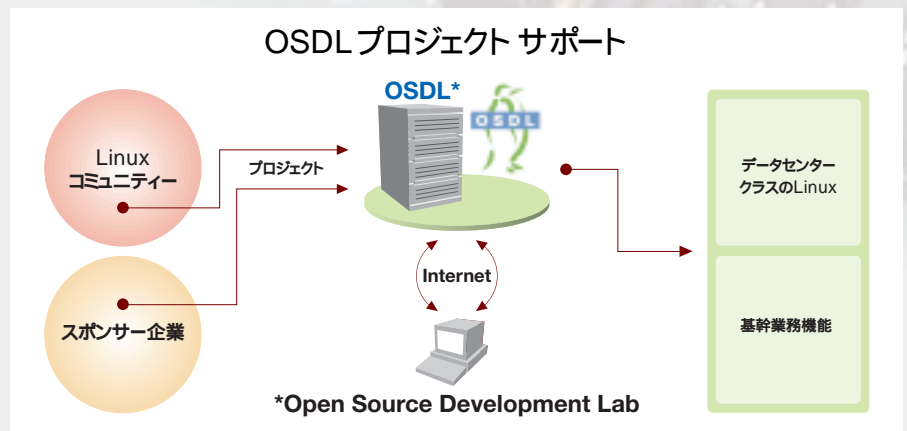 OSDLプロジェクト サポート
OSDL*
OSDL
Linux
コミュニティー
プロジェクト
スポンサー企業
Internet
データセンター
クラスのLinux
基幹業務機能
*Open Source Development Lab